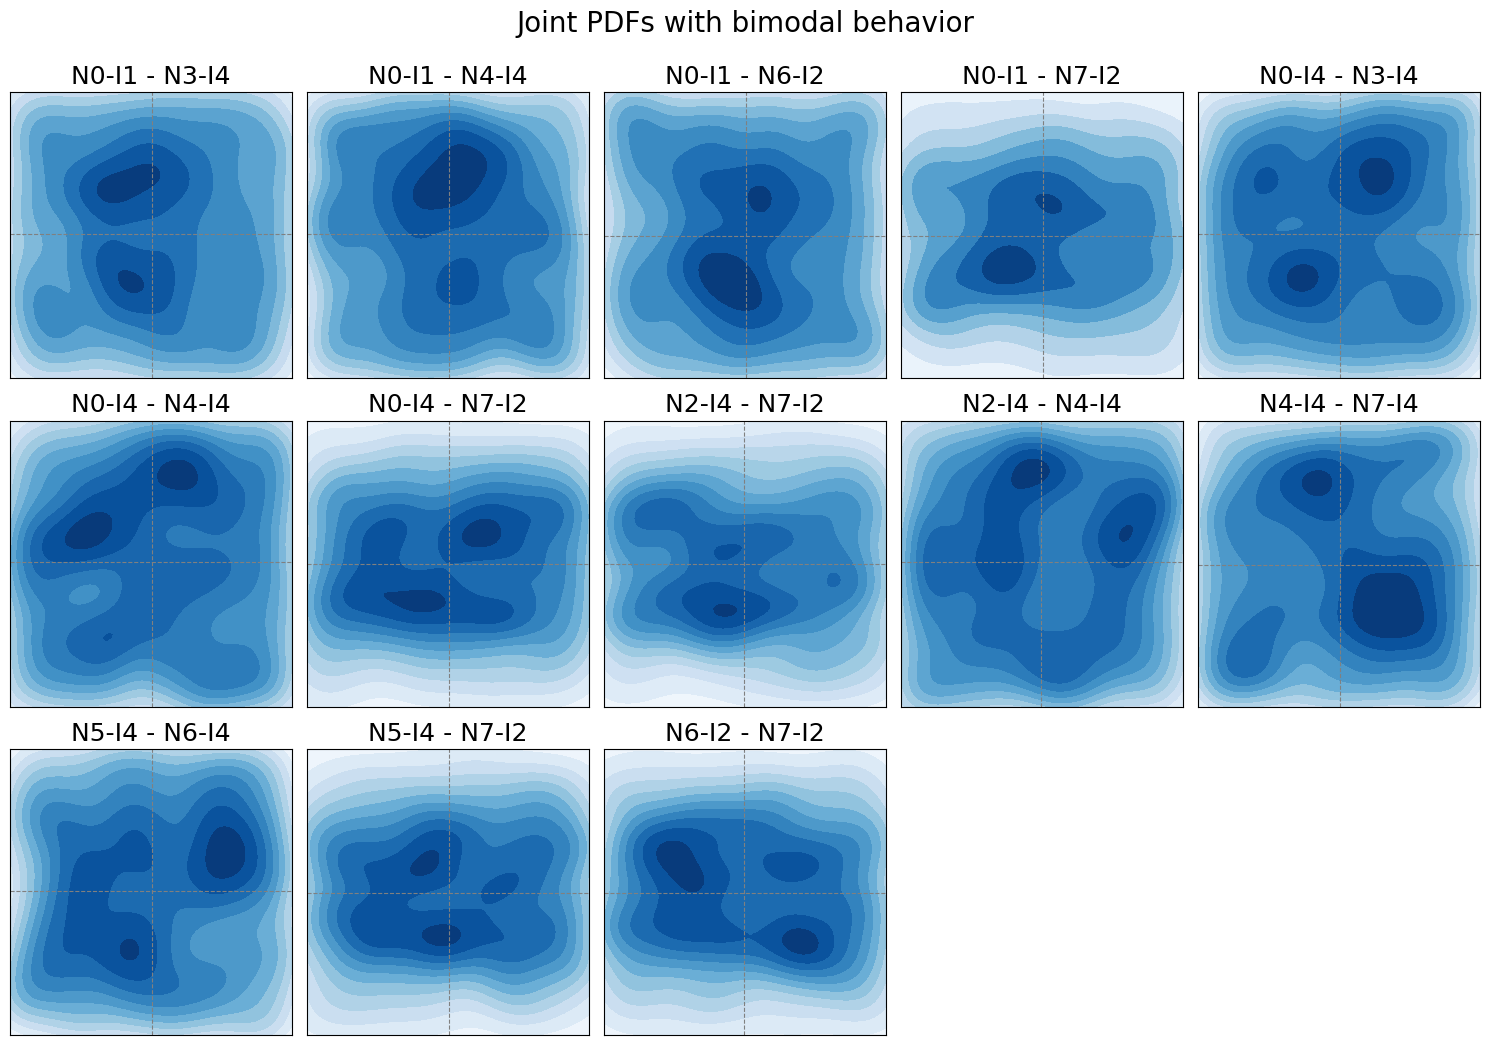 Joint PDFs with bimodal behavior
N0-I1 - N3-I4
N0-I1 - N4-I4
N0-I1 - N6-I2
N0-I1 - N7-I2
N0-I4 - N3-I4
N0-I4 - N4-I4
N0-I4 - N7-I2
N2-I4 - N7-I2
N2-I4 - N4-I4
N4-I4 - N7-I4
N5-I4 - N6-I4
N5-I4 - N7-I2
N6-I2 - N7-I2